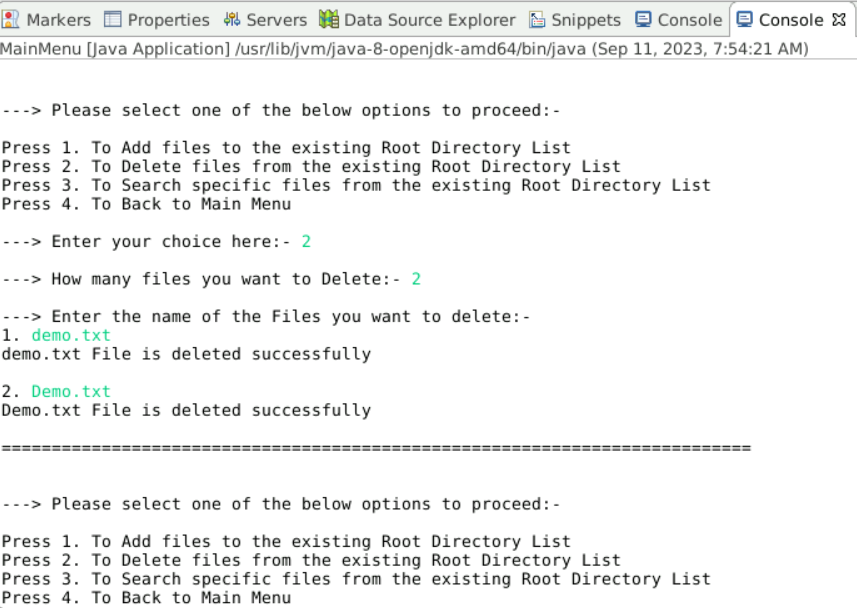 Markers Properties Servers Data Source Explorer Snippets Console Console
MainMenu [Java Application] /usr/lib/jvm/java-8-openjdk-amd64/bin/java (Sep 11, 2023, 7:54:21 AM)
---> Please select one of the below options to proceed:-
Press 1. To Add files to the existing Root Directory List
Press 2. To Delete files from the existing Root Directory List
Press 3. To Search specific files from the existing Root Directory List
Press 4. To Back to Main Menu
---> Enter your choice here:- 2
---> How many files you want to Delete:- 2
---> Enter the name of the Files you want to delete:-
1. demo.txt
demo.txt File is deleted successfully
2. Demo.txt
Demo.txt File is deleted successfully
===========================================================================
---> Please select one of the below options to proceed:-
Press 1. To Add files to the existing Root Directory List
Press 2. To Delete files from the existing Root Directory List
Press 3. To Search specific files from the existing Root Directory List
Press 4. To Back to Main Menu